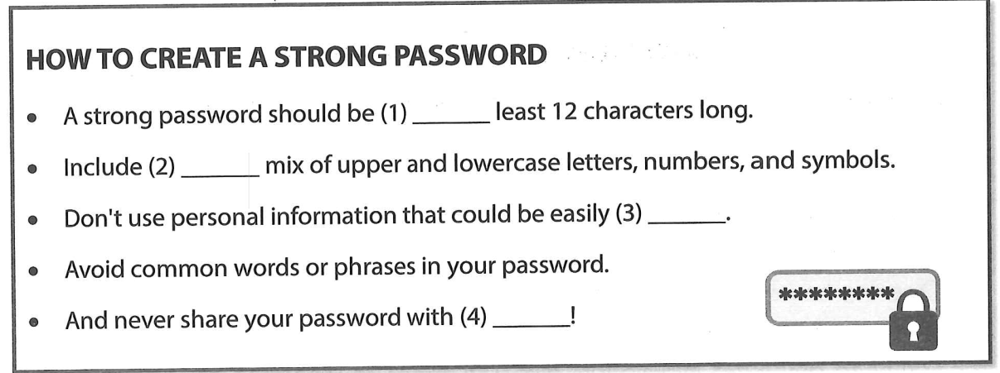 HOW TO CREATE A STRONG PASSWORD
• A strong password should be (1) ______ least 12 characters long.
• Include (2) ______ mix of upper and lowercase letters, numbers, and symbols.
• Don't use personal information that could be easily (3) ______.
• Avoid common words or phrases in your password.
• And never share your password with (4) ______!
********